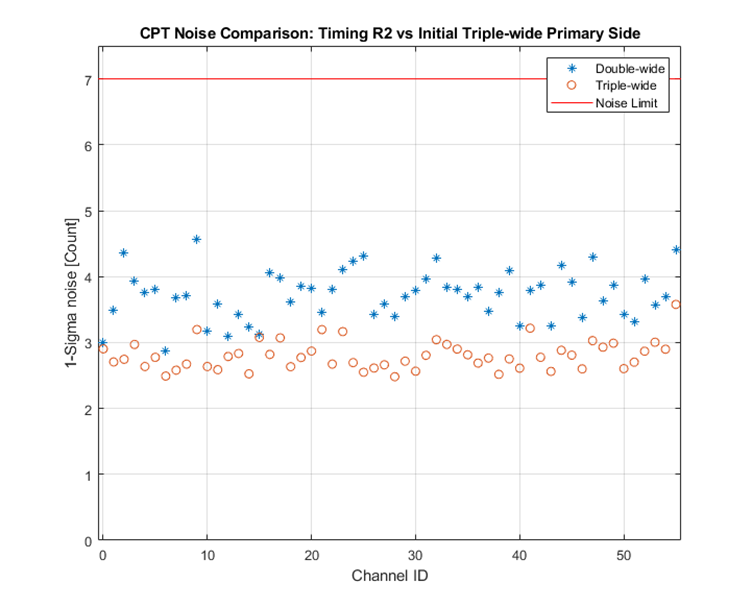 CPT Noise Comparison: Timing R2 vs Initial Triple-wide Primary Side
Double-wide
Triple-wide
Noise Limit
1-Sigma noise [Count]
7
6
5
4
3
2
1
0
0 10 20 30 40 50
Channel ID